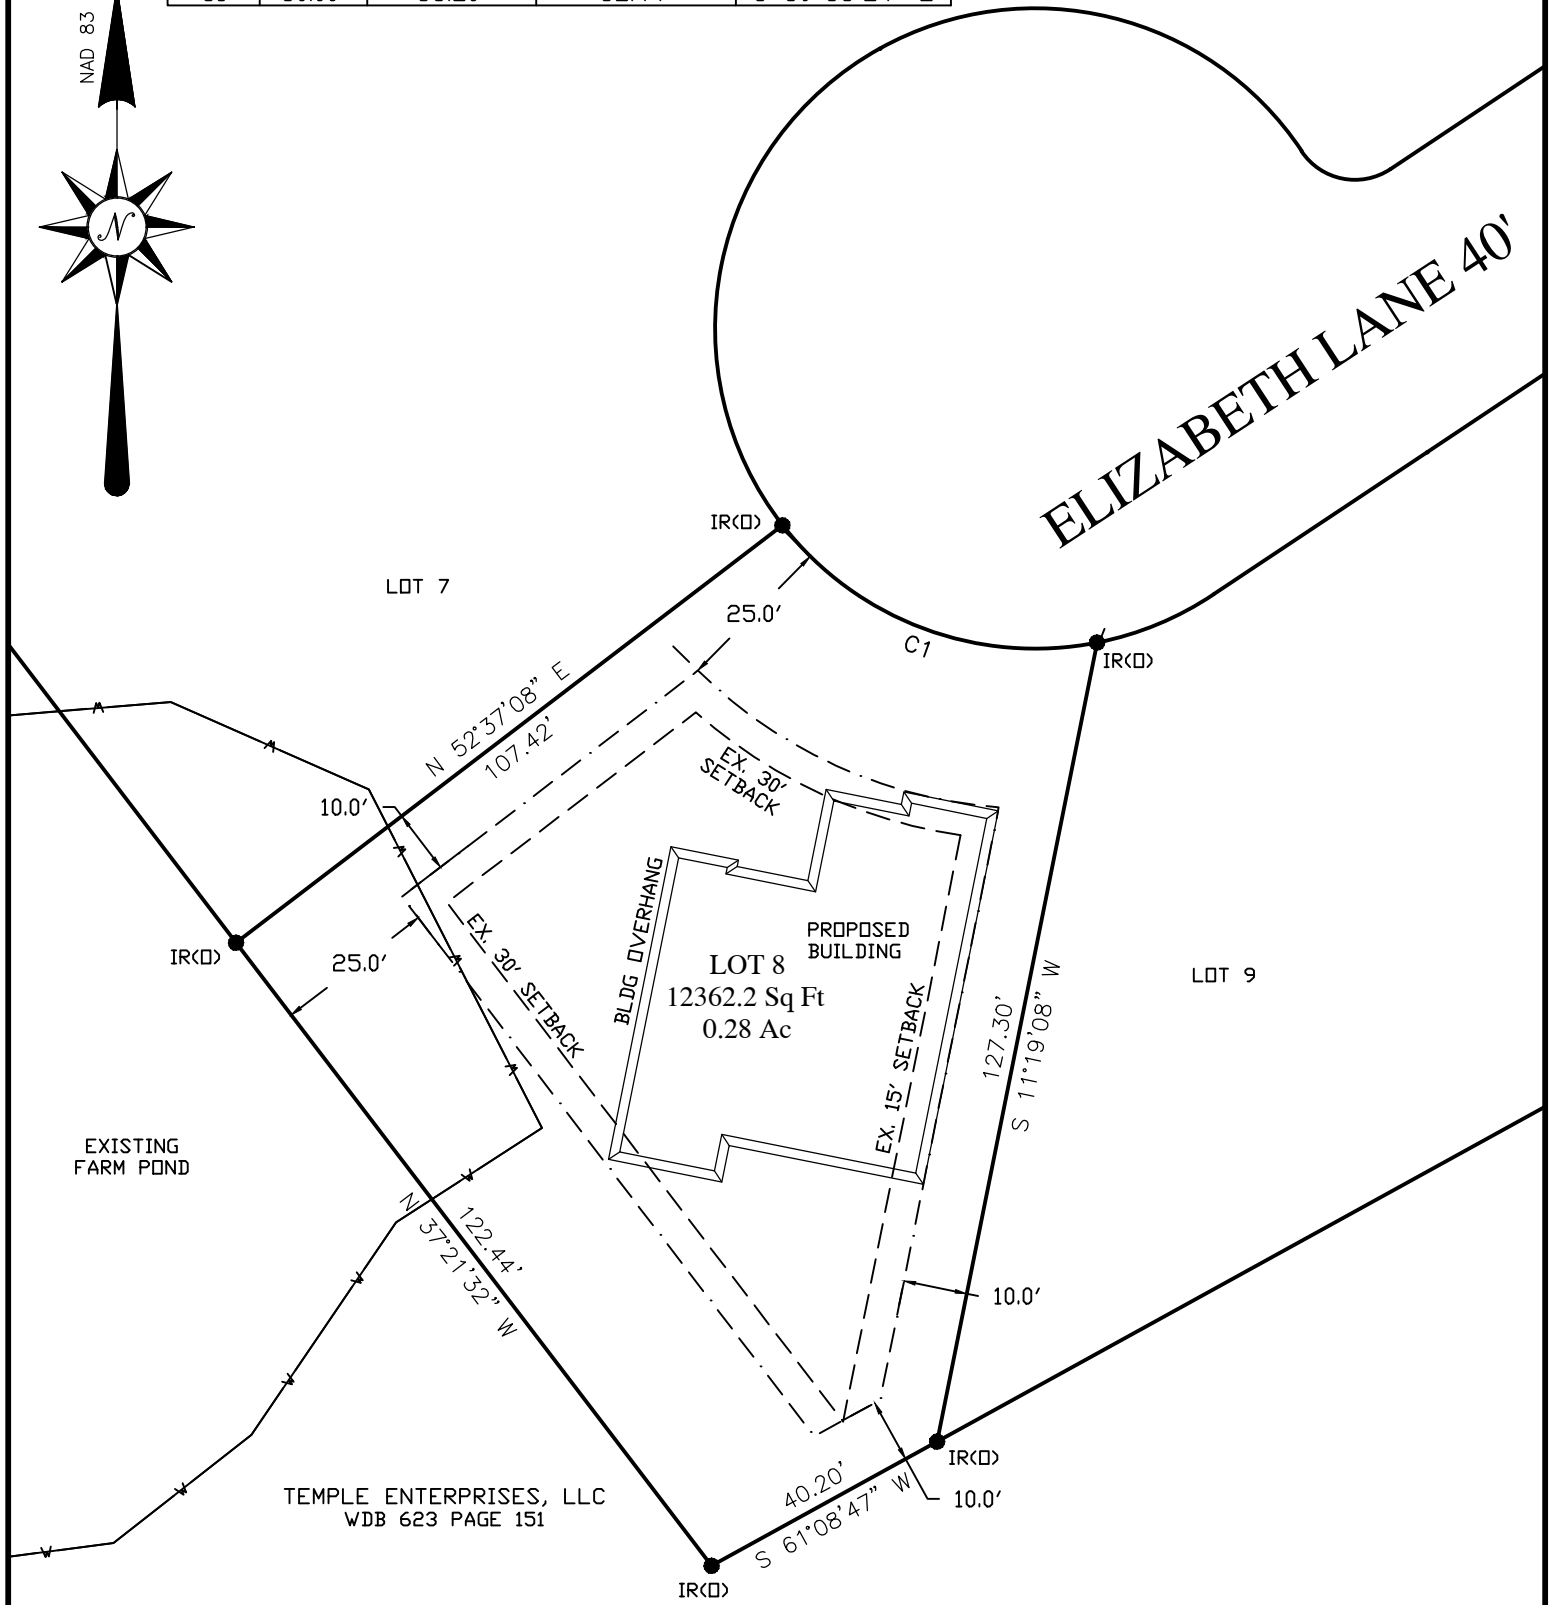 NAD 83
N
ELIZABETH LANE 40'
IR(O)
LOT 7
25.0'
C1
IR(O)
N 52°37'08" E
107.42'
EX. 30'
SETBACK
10.0'
BLDG OVERHANG
PROPOSED
BUILDING
EX. 30' SETBACK
IR(O)
25.0'
LOT 8
12362.2 Sq Ft
0.28 Ac
LOT 9
EX. 15' SETBACK
127.30'
S 11°19'08" W
EXISTING
FARM POND
122.44'
N 37°21'32" W
10.0'
IR(O)
40.20'
S 61°08'47" W
10.0'
TEMPLE ENTERPRISES, LLC
WDB 623 PAGE 151
IR(O)